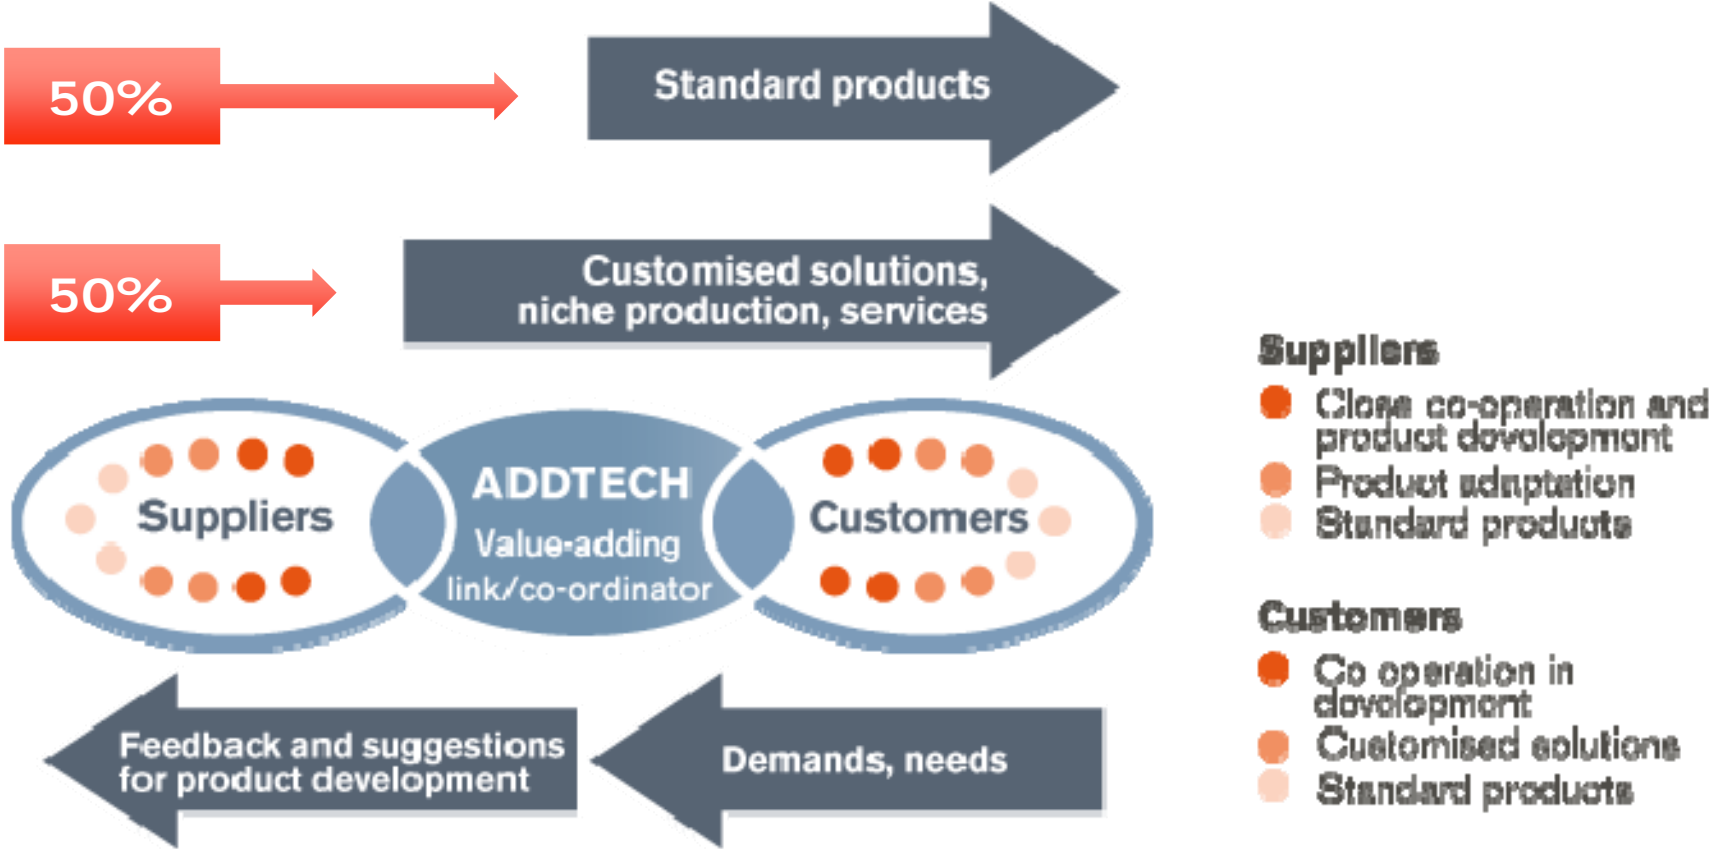 50%
Standard products
50%
Customised solutions,
niche production, services
Suppliers
ADDTECH
Value-adding
link/co-ordinator
Customers
Feedback and suggestions
for product development
Demands, needs
Suppliers
Close co-operation and
product development
Product adaptation
Standard products
Customers
Co operation in
development
Customised solutions
Standard products